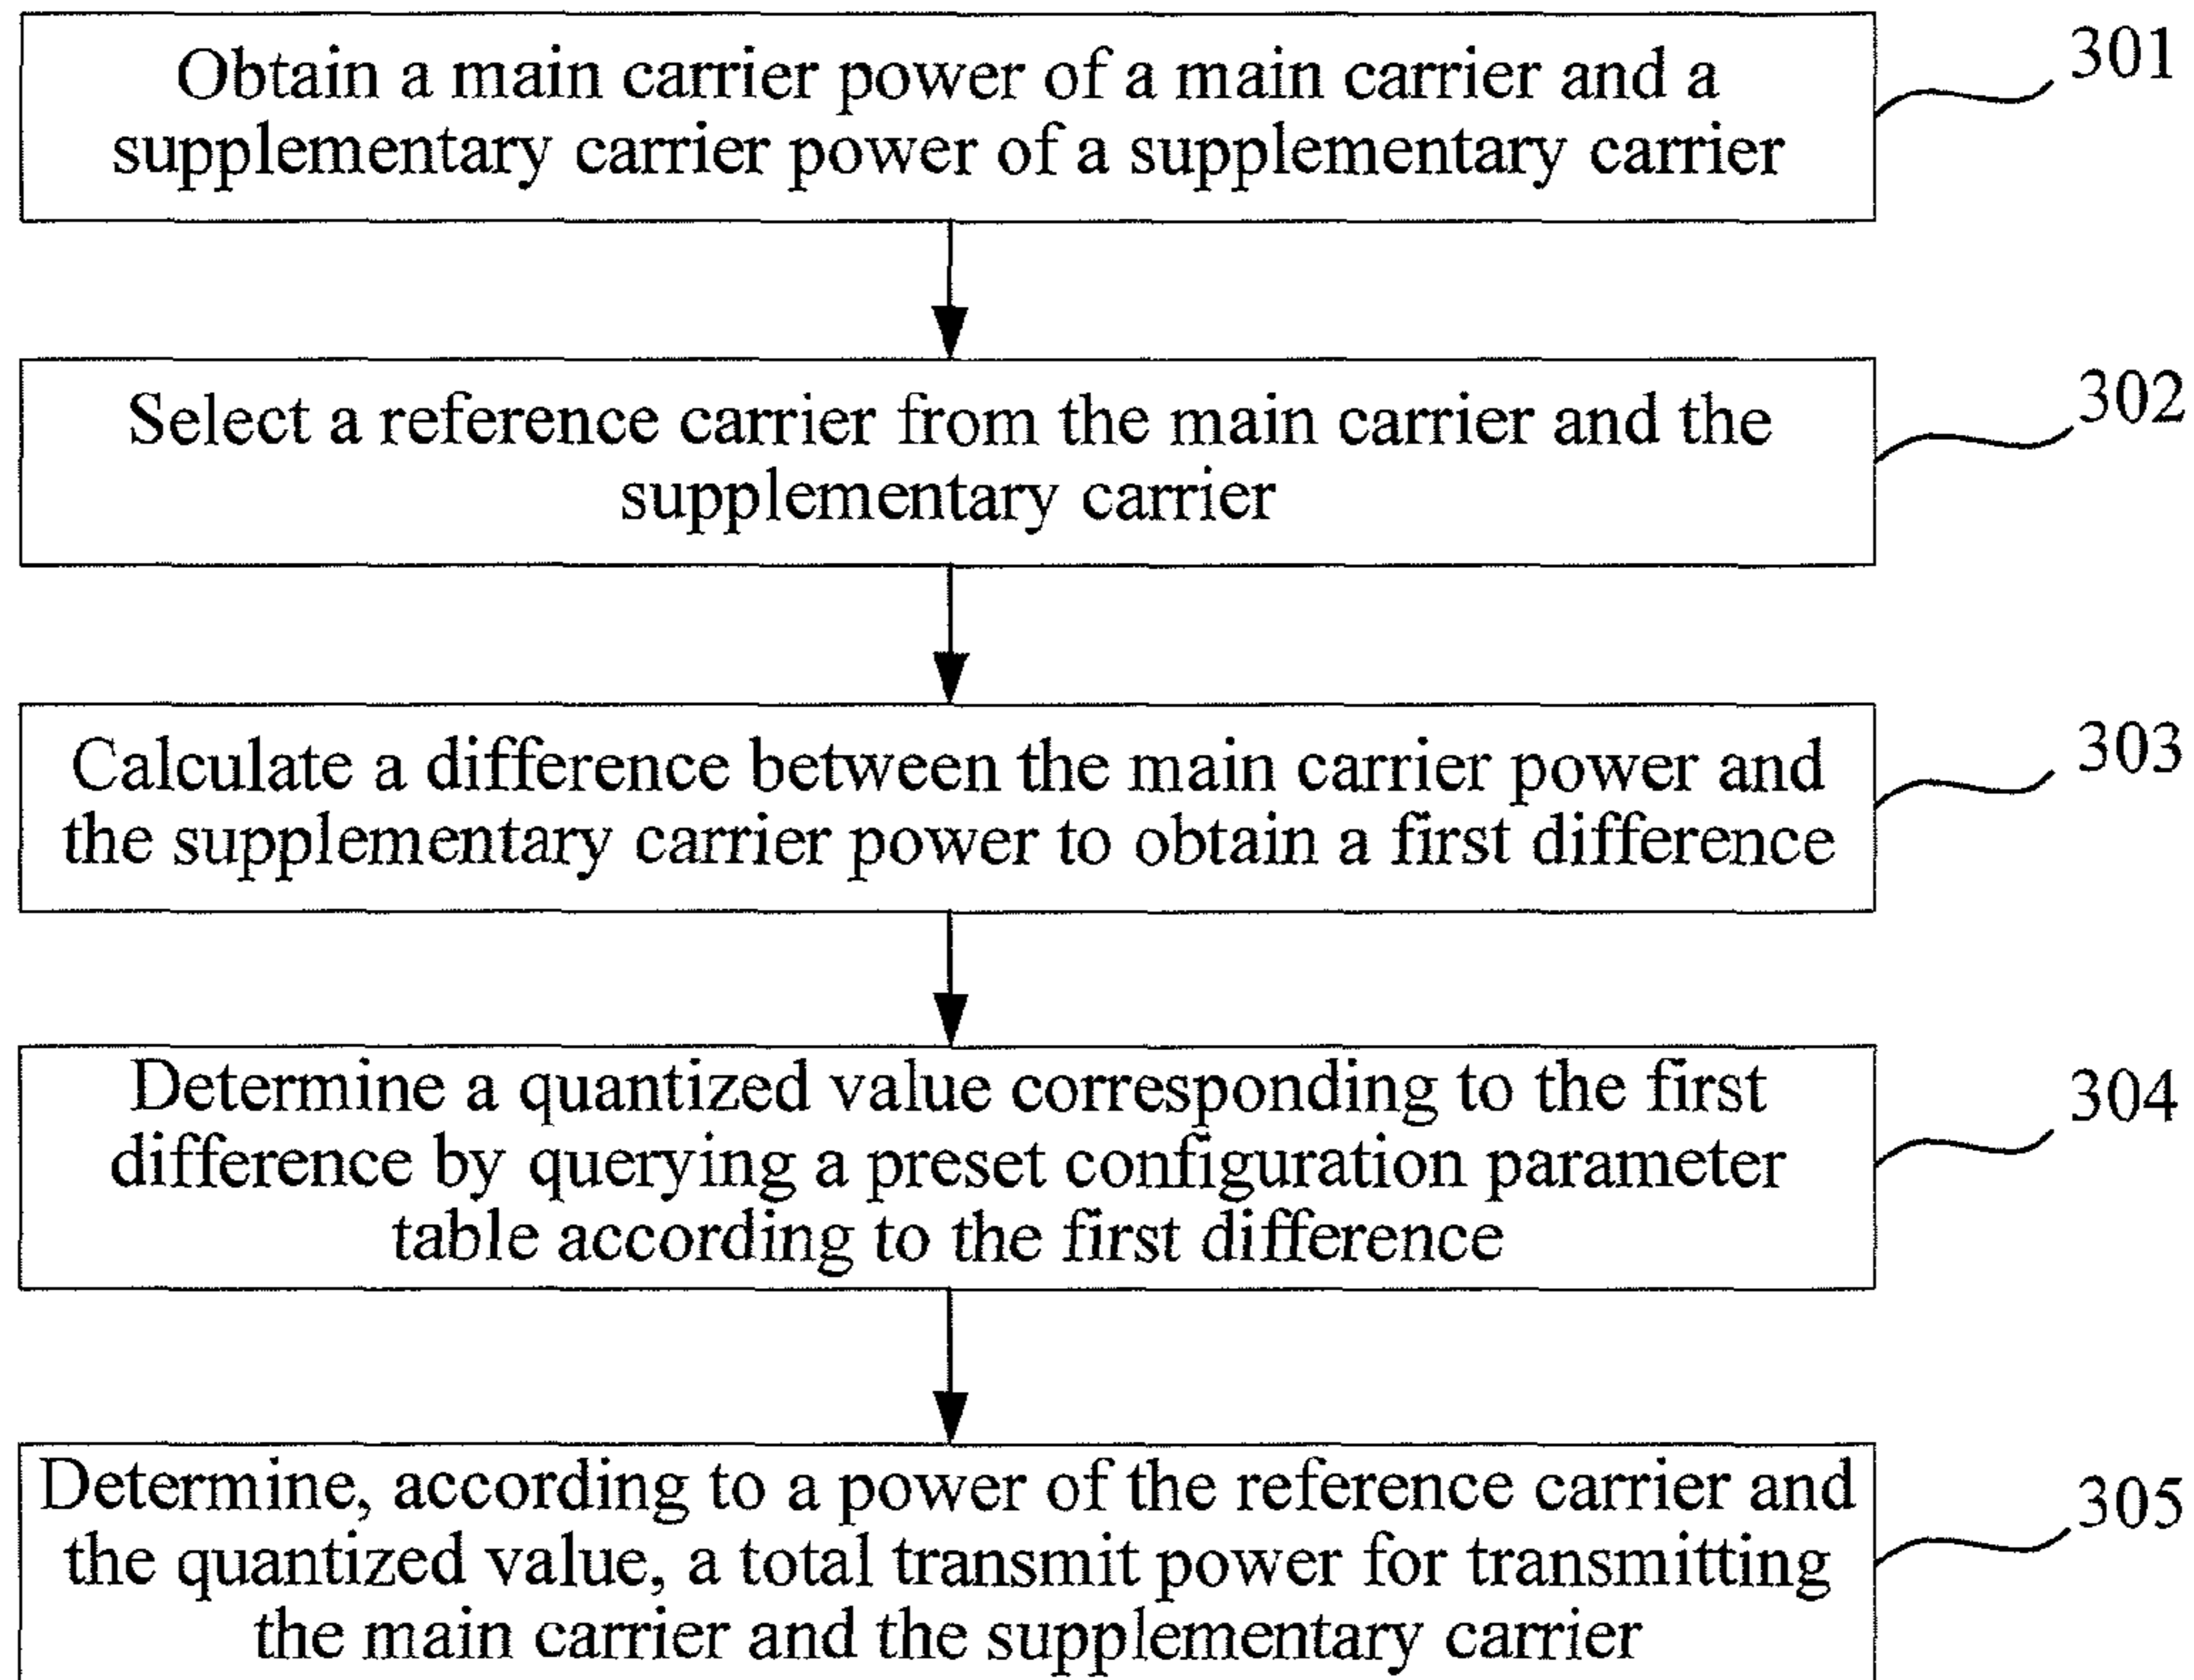 Obtain a main carrier power of a main carrier and a
supplementary carrier power of a supplementary carrier
301
Select a reference carrier from the main carrier and the
supplementary carrier
302
Calculate a difference between the main carrier power and
the supplementary carrier power to obtain a first difference
303
Determine a quantized value corresponding to the first
difference by querying a preset configuration parameter
table according to the first difference
304
Determine, according to a power of the reference carrier and
the quantized value, a total transmit power for transmitting
the main carrier and the supplementary carrier
305